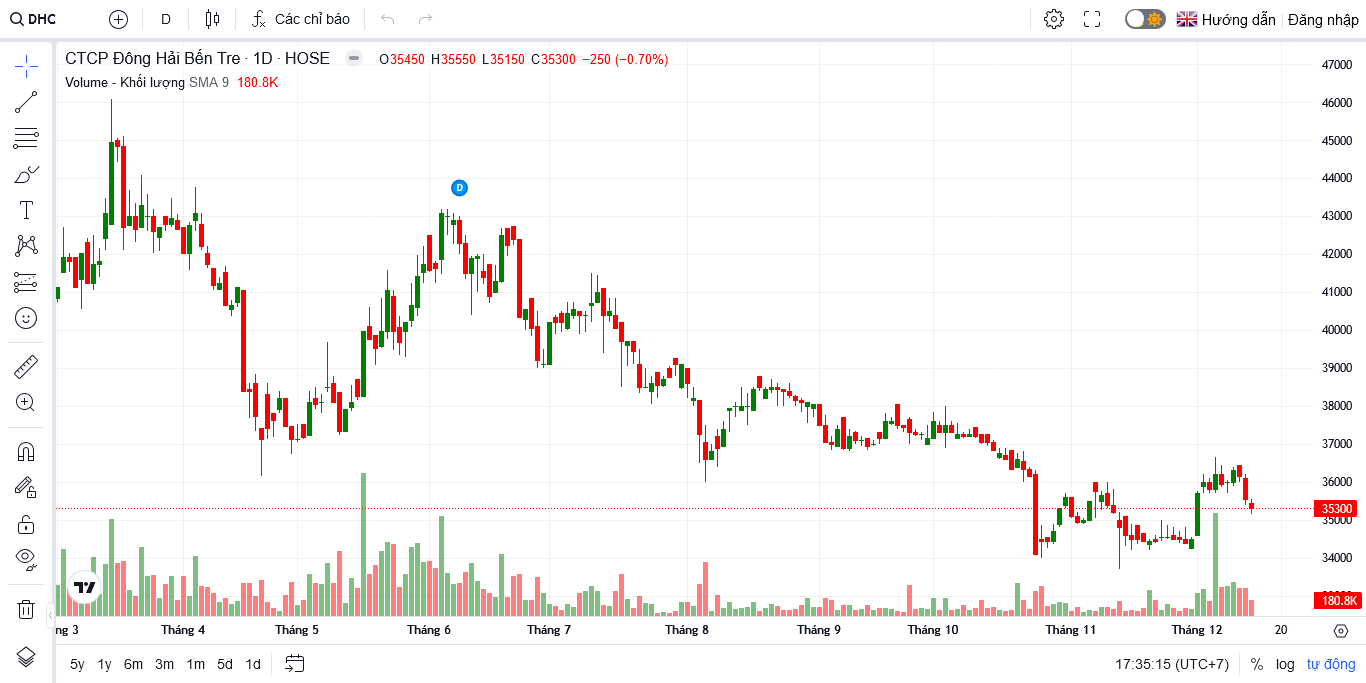 DHC D Các chỉ báo Hướng dẫn Đăng nhập
CTCP Đông Hải Bến Tre · 1D · HOSE O35450 H35550 L35150 C35300 −250 (−0.70%)
Volume - Khối lượng SMA 9 180.8K
D
47000
46000
45000
44000
43000
42000
41000
40000
39000
38000
37000
36000
35300
35000
34000
180.8K
ng 3 Tháng 4 Tháng 5 Tháng 6 Tháng 7 Tháng 8 Tháng 9 Tháng 10 Tháng 11 Tháng 12 20
5y 1y 6m 3m 1m 5d 1d 17:35:15 (UTC+7) % log tự động